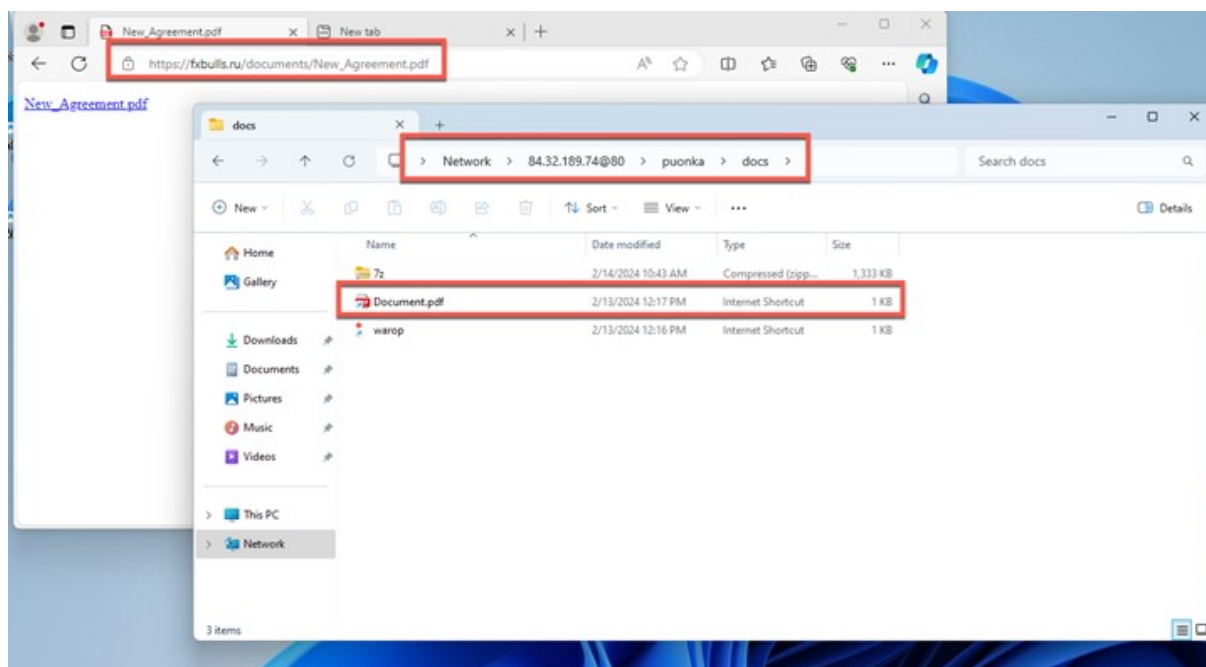 New_Agreement.pdf
New tab
https://fxbulls.ru/documents/New_Agreement.pdf
New_Agreement.pdf
docs
Network > 84.32.189.74@80 > puonka > docs >
Search docs
New
Sort
View
Details
Name Date modified Type Size
Home
Gallery
7z 2/14/2024 10:43 AM Compressed (zipp... 1,333 KB
Document.pdf 2/13/2024 12:17 PM Internet Shortcut 1 KB
warop 2/13/2024 12:16 PM Internet Shortcut 1 KB
Downloads
Documents
Pictures
Music
Videos
This PC
Network
3 items